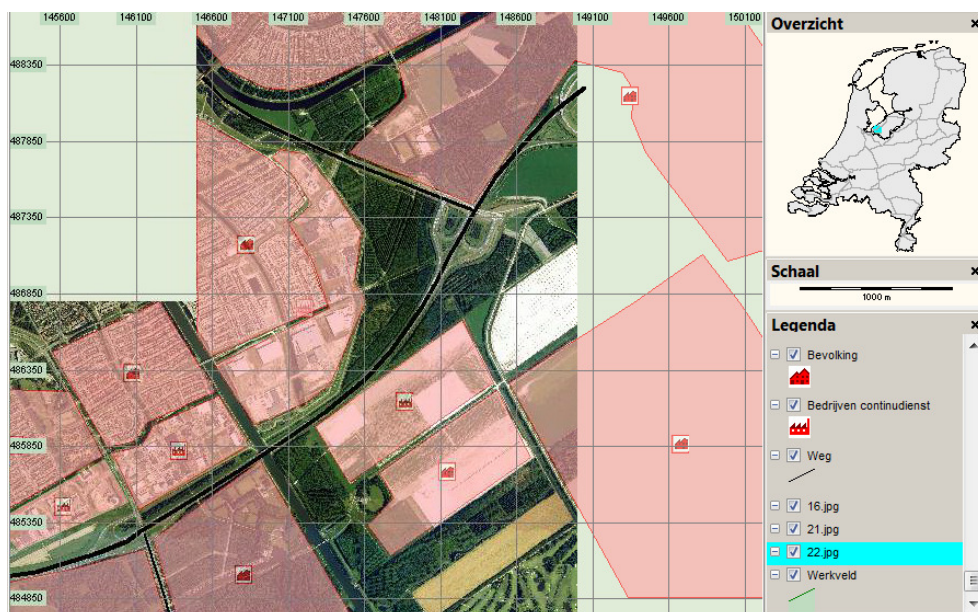 145600 146100 146600 147100 147600 148100 148600 149100 149600 150100
488350
487850
487350
486850
486350
485850
485350
484850
Overzicht ×
Schaal ×
1000 m
Legenda ×
Bevolking
Bedrijven continudienst
Weg
16.jpg
21.jpg
22.jpg
Werkveld